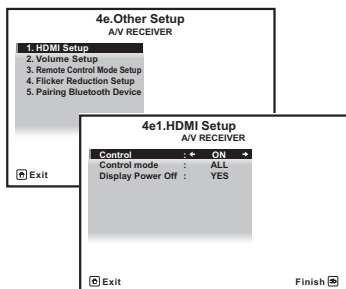 4e.Other Setup
A/V RECEIVER
1. HDMI Setup
2. Volume Setup
3. Remote Control Mode Setup
4. Flicker Reduction Setup
5. Pairing Bluetooth Device
Exit
4e1.HDMI Setup
A/V RECEIVER
Control : ON
Control mode : ALL
Display Power Off : YES
Exit
Finish